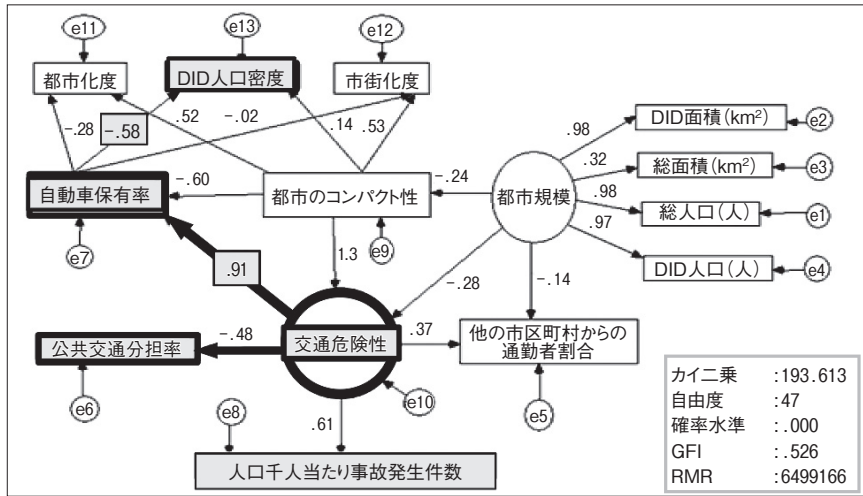 e11
e13
e12
都市化度
DID人口密度
市街化度
-.28
-.58
.52
-.02
.14
.53
.98
DID面積（km²）
e2
.32
総面積（km²）
e3
自動車保有率
-.60
都市のコンパクト性
-.24
都市規模
.98
総人口（人）
e1
.97
DID人口（人）
e4
e7
e9
.91
1.3
-.28
-.14
公共交通分担率
-.48
交通危険性
.37
他の市区町村からの
通勤者割合
e6
e8
e10
e5
.61
人口千人当たり事故発生件数
カイ二乗 :193.613
自由度 :47
確率水準 :.000
GFI :.526
RMR :6499166